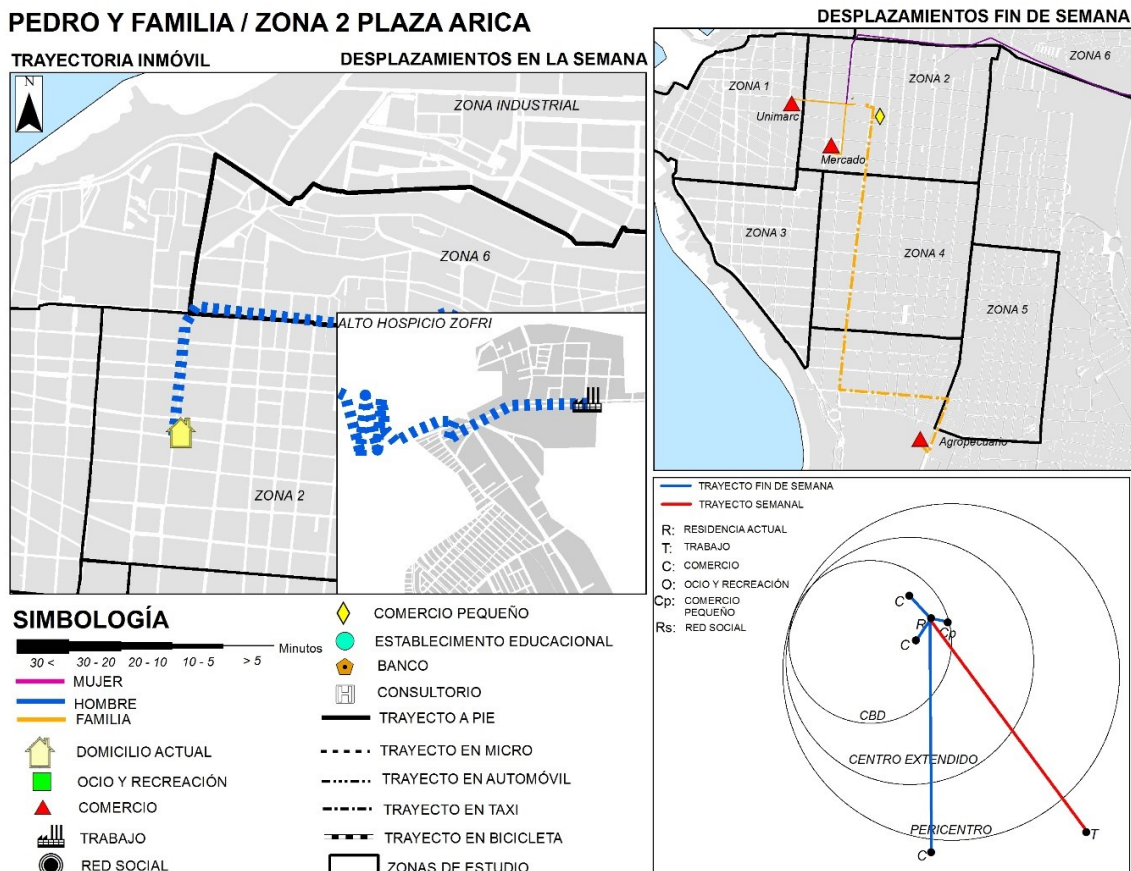 PEDRO Y FAMILIA / ZONA 2 PLAZA ARICA
TRAYECTORIA INMÓVIL
DESPLAZAMIENTOS EN LA SEMANA
N
ZONA INDUSTRIAL
ZONA 6
ALTO HOSPICIO ZOFRI
ZONA 2
DESPLAZAMIENTOS FIN DE SEMANA
ZONA 1
ZONA 2
ZONA 6
Unimarc
Mercado
ZONA 3
ZONA 4
ZONA 5
Agropecuario
SIMBOLOGÍA
Minutos
30 < 30 - 20 20 - 10 10 - 5 > 5
MUJER
HOMBRE
FAMILIA
DOMICILIO ACTUAL
OCIO Y RECREACIÓN
COMERCIO
TRABAJO
RED SOCIAL
COMERCIO PEQUEÑO
ESTABLECIMENTO EDUCACIONAL
BANCO
CONSULTORIO
TRAYECTO A PIE
TRAYECTO EN MICRO
TRAYECTO EN AUTOMÓVIL
TRAYECTO EN TAXI
TRAYECTO EN BICICLETA
ZONAS DE ESTUDIO
TRAYECTO FIN DE SEMANA
TRAYECTO SEMANAL
R: RESIDENCIA ACTUAL
T: TRABAJO
C: COMERCIO
O: OCIO Y RECREACIÓN
Cp: COMERCIO
PEQUEÑO
Rs: RED SOCIAL
C
R
Cp
C
CBD
CENTRO EXTENDIDO
PERICENTRO
T
C